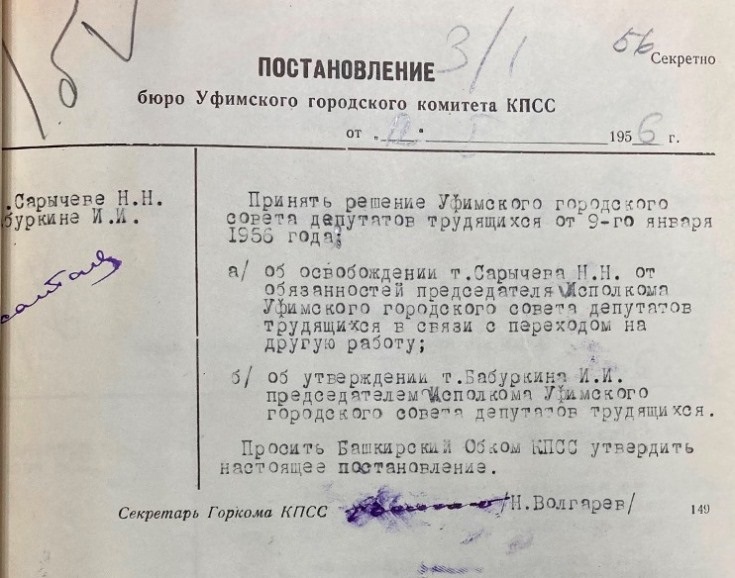 56
Секретно
ПОСТАНОВЛЕНИЕ 3/1
бюро Уфимского городского комитета КПСС
от „ 12 " I 1956 г.
.Сарычеве Н.Н.
буркине И.И.
Принять решение Уфимского городского
совета депутатов трудящихся от 9-го января
1956 года:
а/ об освобождении т.Сарычева Н.Н. от
обязанностей председателя Исполкома
Уфимского городского совета депутатов
трудящихся в связи с переходом на
другую работу;
б/ об утверждении т.Бабуркина И.И.
председателем Исполкома Уфимского
городского совета депутатов трудящихся.
Просить Башкирский Обком КПСС утвердить
настоящее постановление.
Секретарь Горкома КПСС /Н.Волгарев/ 149